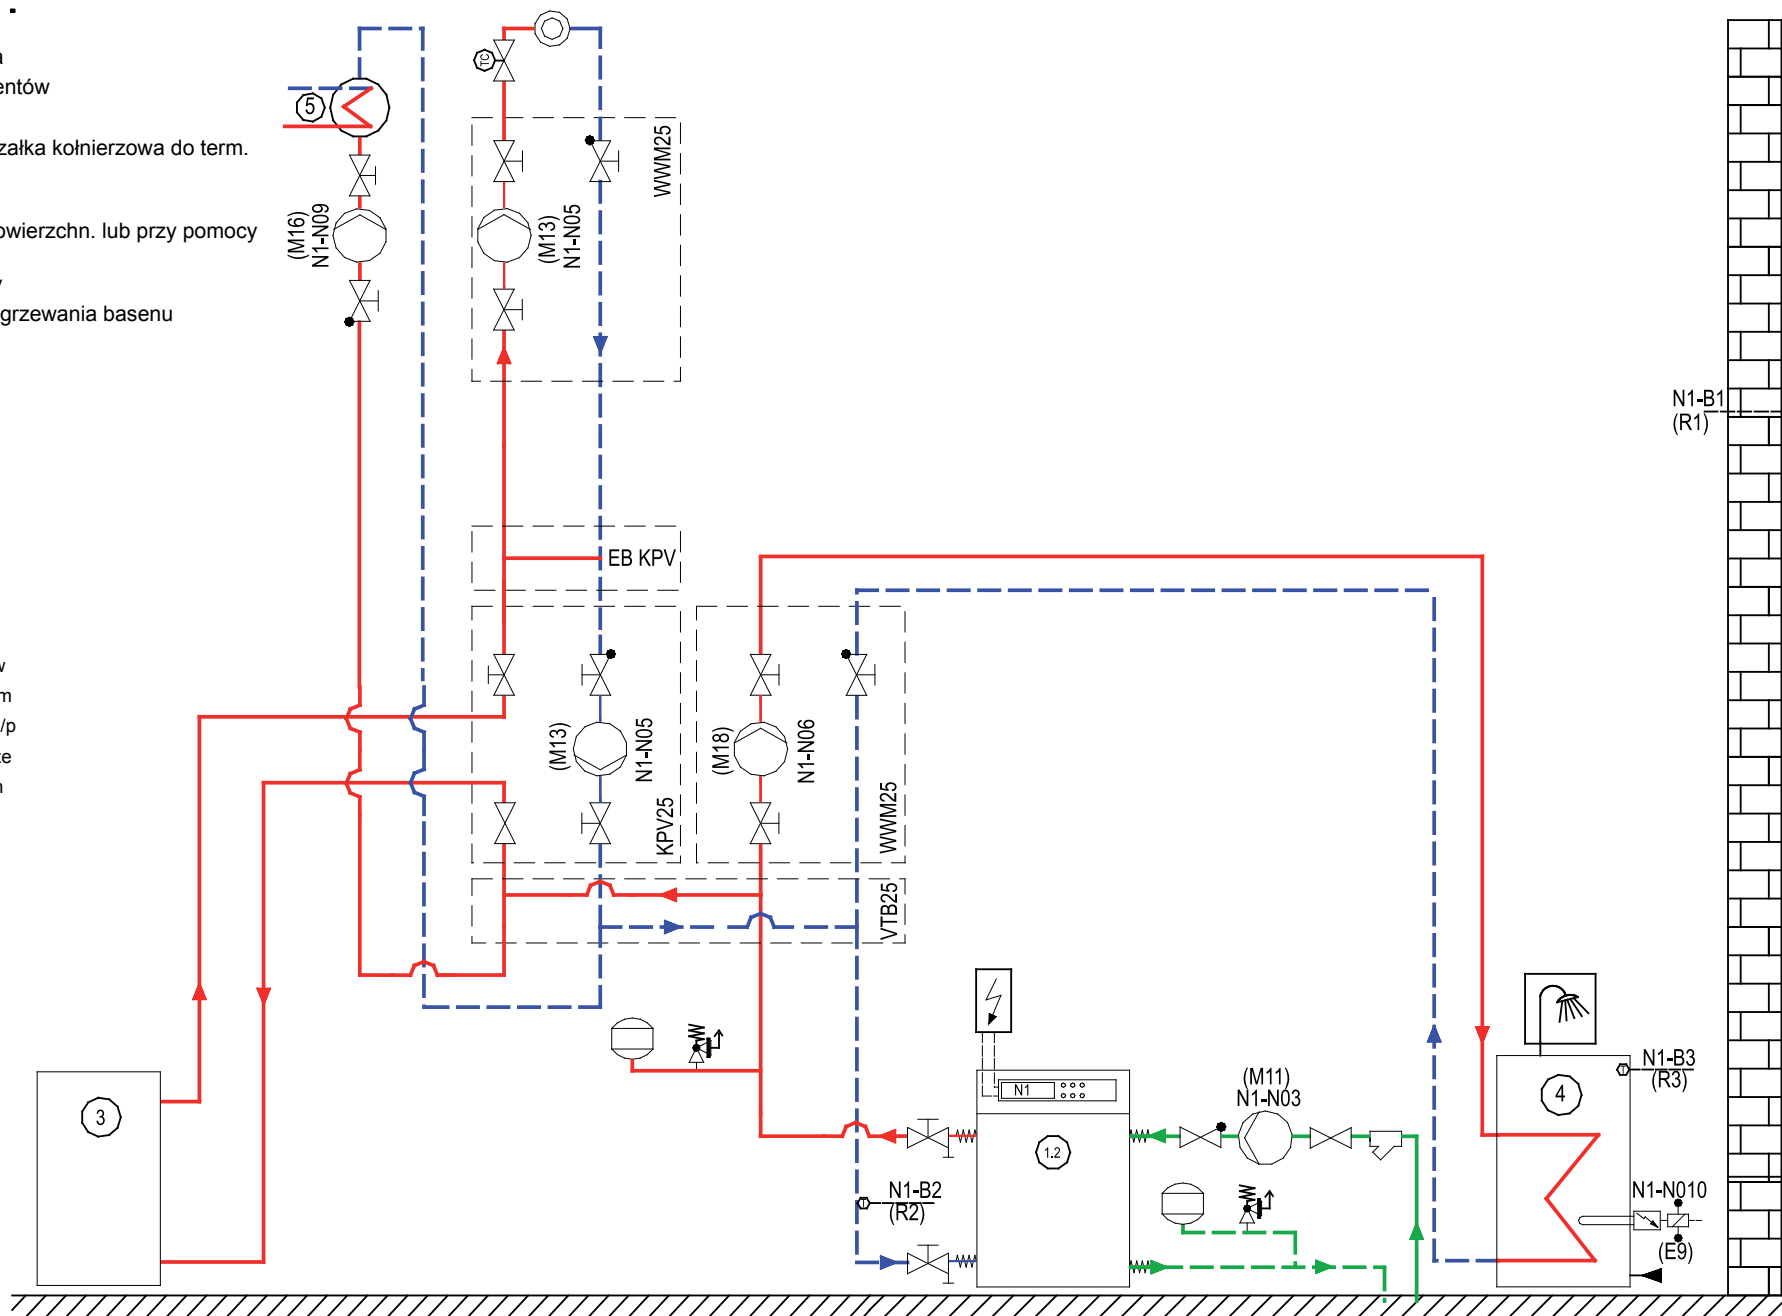 entów
załka kołnierzowa do term.
owierzchn. lub przy pomocy
grzewania basenu
w
m
/p
ze
n
TC
5
WWM25
(M16)
N1-N09
(M13)
N1-N05
N1-B1
(R1)
EB KPV
(M13)
N1-N05
KPV25
(M18)
N1-N06
WWM25
VTB25
N1
1.2
3
4
(M11)
N1-N03
N1-B3
(R3)
N1-B2
(R2)
N1-N010
(E9)